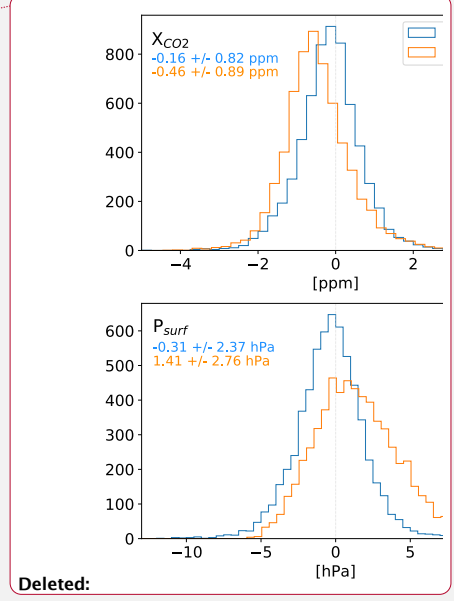 X_CO2
-0.16 +/- 0.82 ppm
-0.46 +/- 0.89 ppm
800
600
400
200
0
−4 −2 0 2
[ppm]
P_surf
-0.31 +/- 2.37 hPa
1.41 +/- 2.76 hPa
600
500
400
300
200
100
0
−10 −5 0 5
[hPa]
Deleted: